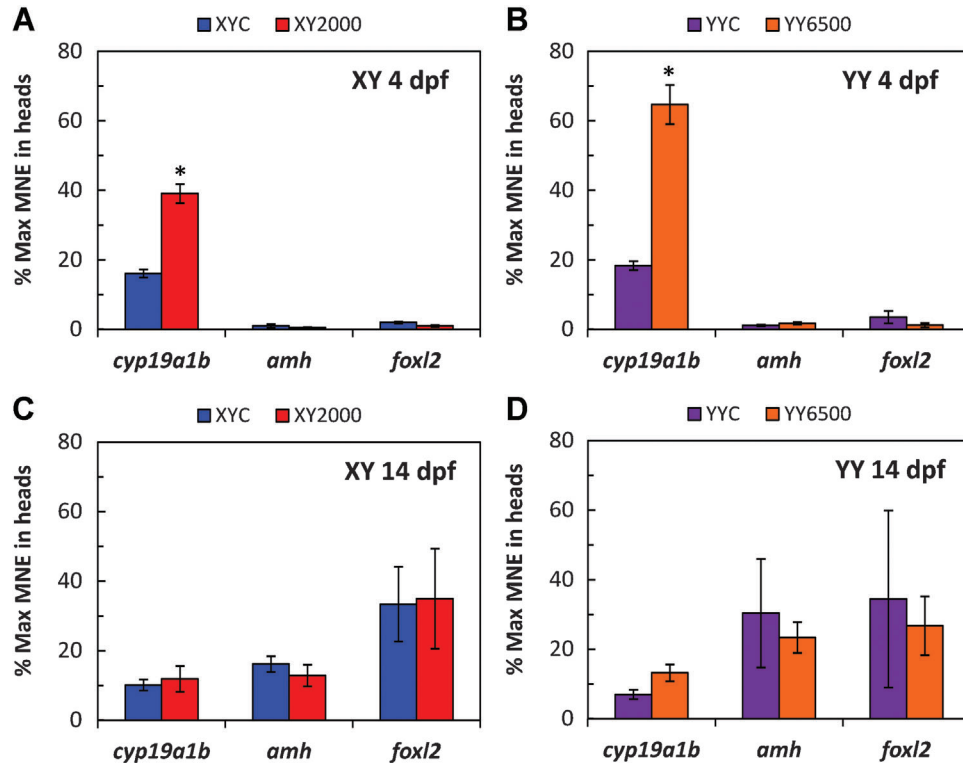 A
XYC XY2000
XY 4 dpf
% Max MNE in heads
80
60
40
20
0
*
cyp19a1b amh foxl2
B
YYC YY6500
YY 4 dpf
% Max MNE in heads
80
60
40
20
0
*
cyp19a1b amh foxl2
C
XYC XY2000
XY 14 dpf
% Max MNE in heads
80
60
40
20
0
cyp19a1b amh foxl2
D
YYC YY6500
YY 14 dpf
% Max MNE in heads
80
60
40
20
0
cyp19a1b amh foxl2